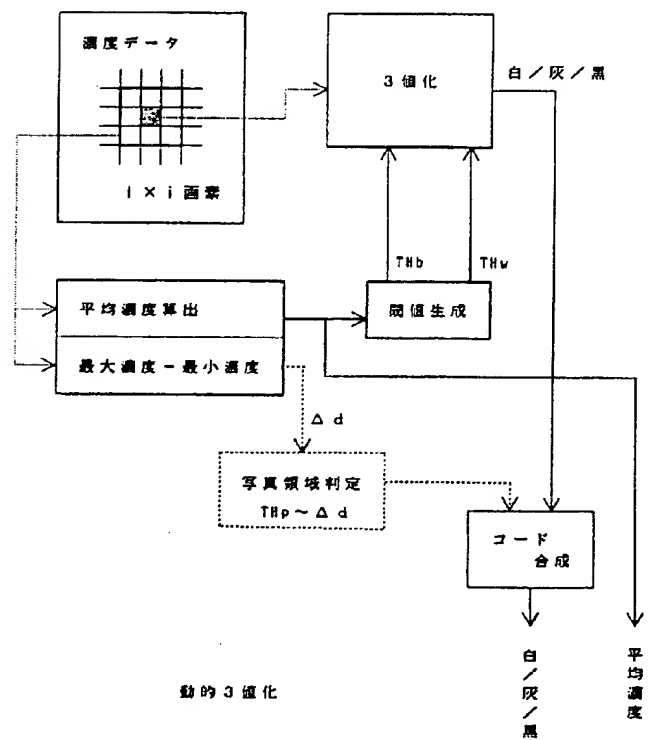 濃度データ
i×i画素
3値化
白/灰/黒
THb
THw
平均濃度算出
最大濃度-最小濃度
閾値生成
Δd
写真領域判定
THp~Δd
コード
合成
白/灰/黒
平均濃度
動的3値化